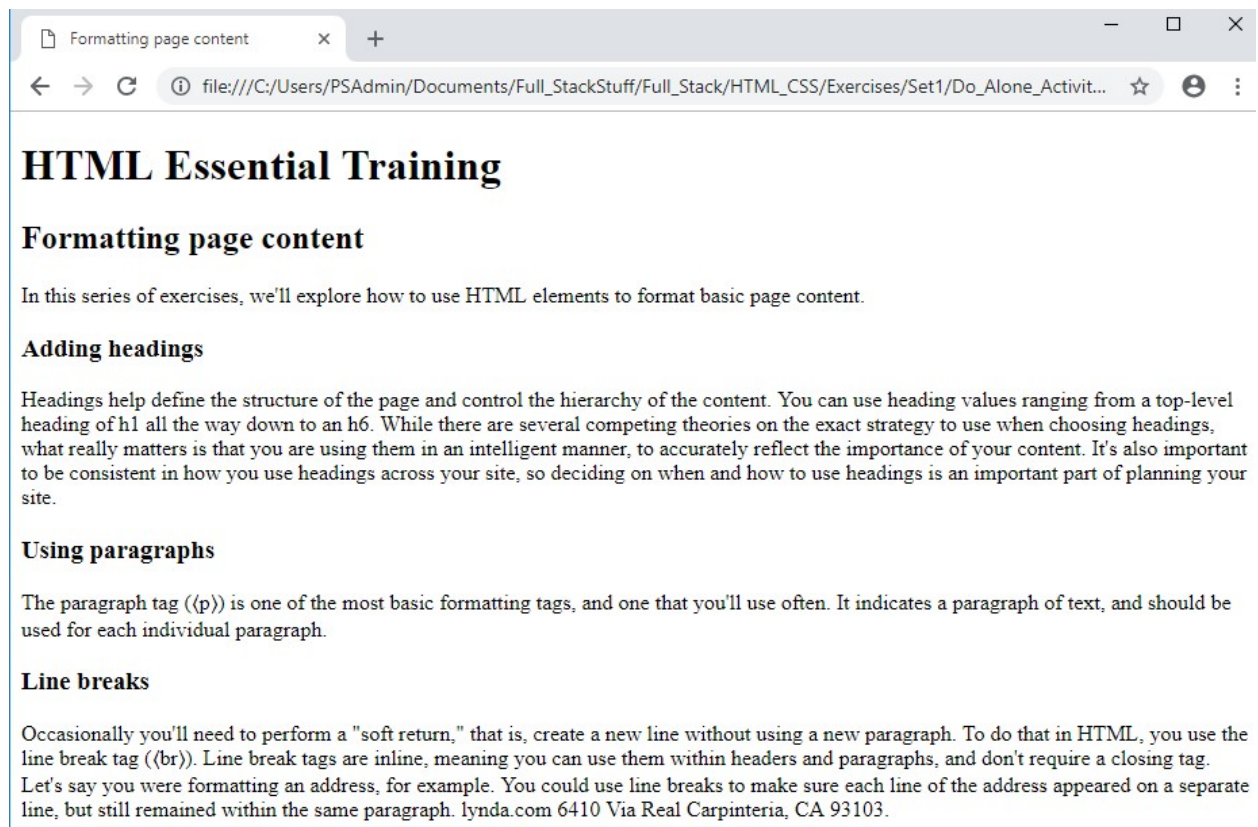 Formatting page content
file:///C:/Users/PSAdmin/Documents/Full_StackStuff/Full_Stack/HTML_CSS/Exercises/Set1/Do_Alone_Activit...
HTML Essential Training
Formatting page content
In this series of exercises, we'll explore how to use HTML elements to format basic page content.
Adding headings
Headings help define the structure of the page and control the hierarchy of the content. You can use heading values ranging from a top-level
heading of h1 all the way down to an h6. While there are several competing theories on the exact strategy to use when choosing headings,
what really matters is that you are using them in an intelligent manner, to accurately reflect the importance of your content. It's also important
to be consistent in how you use headings across your site, so deciding on when and how to use headings is an important part of planning your
site.
Using paragraphs
The paragraph tag (⟨p⟩) is one of the most basic formatting tags, and one that you'll use often. It indicates a paragraph of text, and should be
used for each individual paragraph.
Line breaks
Occasionally you'll need to perform a "soft return," that is, create a new line without using a new paragraph. To do that in HTML, you use the
line break tag (⟨br⟩). Line break tags are inline, meaning you can use them within headers and paragraphs, and don't require a closing tag.
Let's say you were formatting an address, for example. You could use line breaks to make sure each line of the address appeared on a separate
line, but still remained within the same paragraph. lynda.com 6410 Via Real Carpinteria, CA 93103.